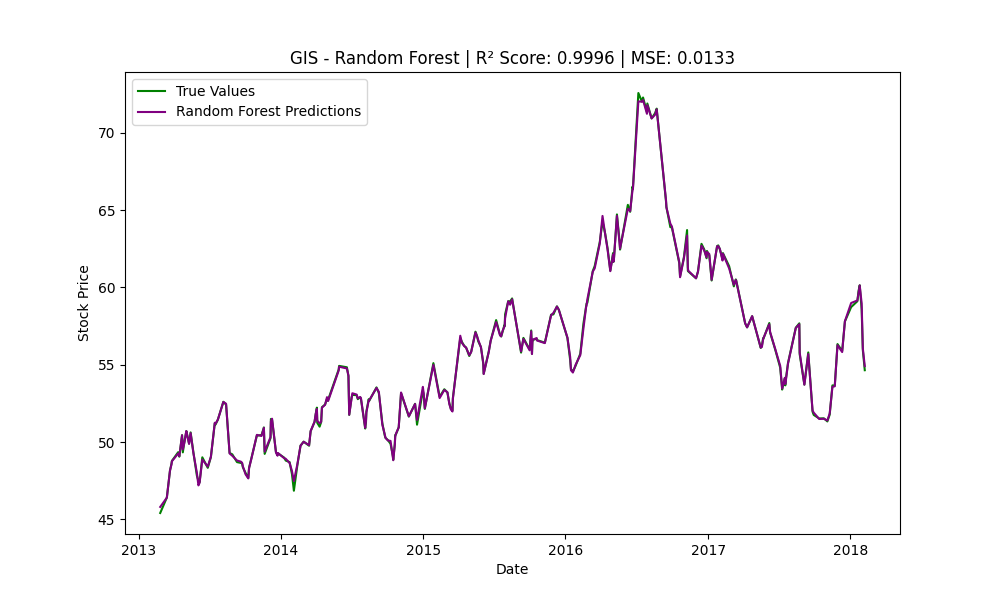 GIS - Random Forest | R² Score: 0.9996 | MSE: 0.0133
True Values
Random Forest Predictions
Stock Price
70
65
60
55
50
45
2013
2014
2015
2016
2017
2018
Date